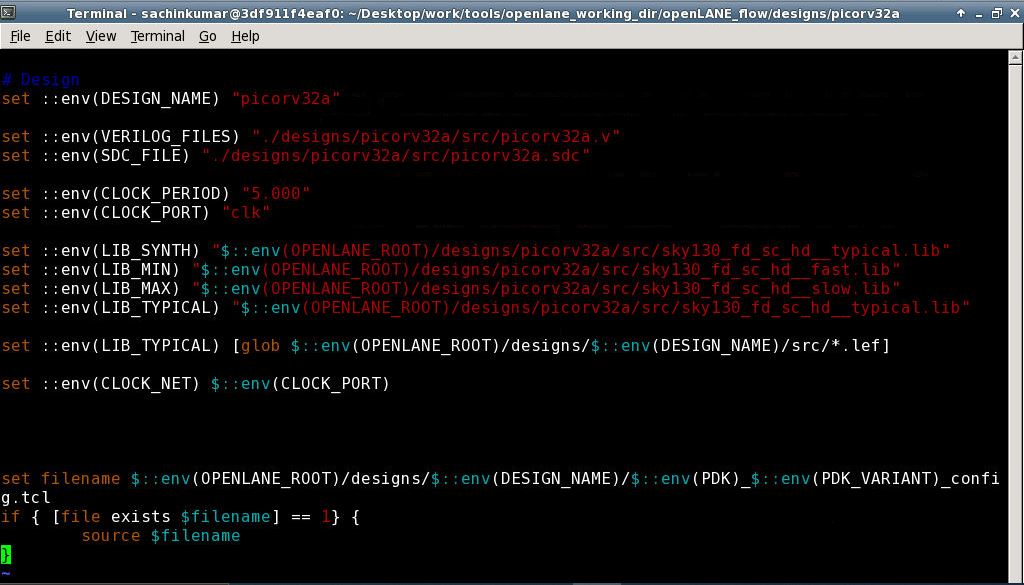 Terminal - sachinkumar@3df911f4eaf0: ~/Desktop/work/tools/openlane_working_dir/openLANE_flow/designs/picorv32a
File Edit View Terminal Go Help
# Design
set ::env(DESIGN_NAME) "picorv32a"
set ::env(VERILOG_FILES) "./designs/picorv32a/src/picorv32a.v"
set ::env(SDC_FILE) "./designs/picorv32a/src/picorv32a.sdc"
set ::env(CLOCK_PERIOD) "5.000"
set ::env(CLOCK_PORT) "clk"
set ::env(LIB_SYNTH) "$::env(OPENLANE_ROOT)/designs/picorv32a/src/sky130_fd_sc_hd__typical.lib"
set ::env(LIB_MIN) "$::env(OPENLANE_ROOT)/designs/picorv32a/src/sky130_fd_sc_hd__fast.lib"
set ::env(LIB_MAX) "$::env(OPENLANE_ROOT)/designs/picorv32a/src/sky130_fd_sc_hd__slow.lib"
set ::env(LIB_TYPICAL) "$::env(OPENLANE_ROOT)/designs/picorv32a/src/sky130_fd_sc_hd__typical.lib"
set ::env(LIB_TYPICAL) [glob $::env(OPENLANE_ROOT)/designs/$::env(DESIGN_NAME)/src/*.lef]
set ::env(CLOCK_NET) $::env(CLOCK_PORT)
set filename $::env(OPENLANE_ROOT)/designs/$::env(DESIGN_NAME)/$::env(PDK)_$::env(PDK_VARIANT)_confi
g.tcl
if { [file exists $filename] == 1} {
source $filename
}
~